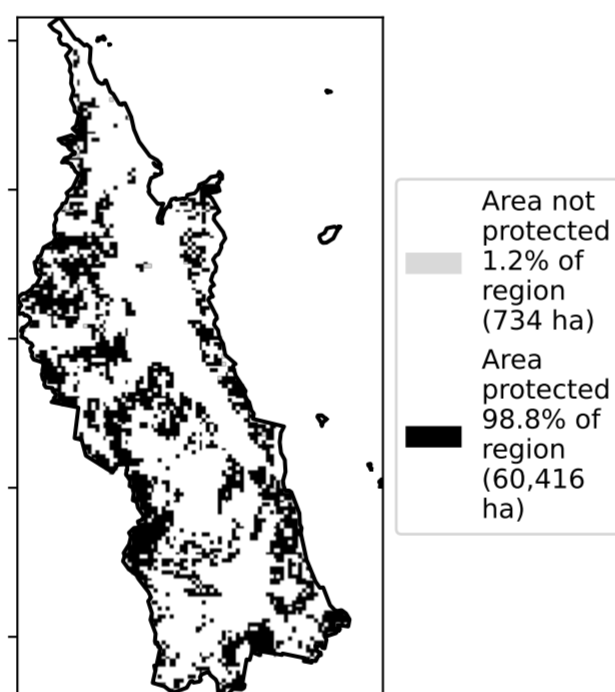 Area not
protected
1.2% of
region
(734 ha)
Area
protected
98.8% of
region
(60,416
ha)